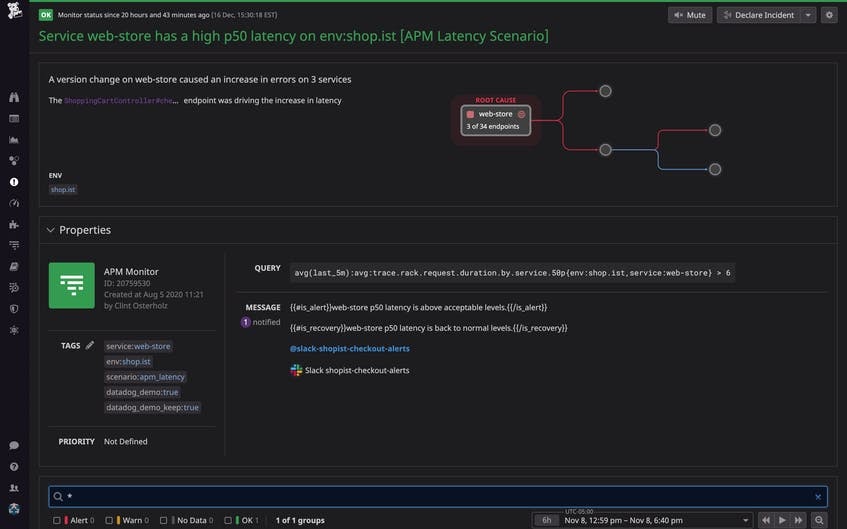 OK Monitor status since 20 hours and 43 minutes ago (16 Dec, 15:30:18 EST)
Mute
Declare Incident
Service web-store has a high p50 latency on env:shop.ist [APM Latency Scenario]
A version change on web-store caused an increase in errors on 3 services
The ShoppingCartController#che... endpoint was driving the increase in latency
ROOT CAUSE
web-store
3 of 34 endpoints
ENV
shop.ist
Properties
APM Monitor
ID: 20759530
Created at Aug 5 2020 11:21
by Clint Osterholz
TAGS
service:web-store
env:shop.ist
scenario:apm_latency
datadog_demo:true
datadog_demo_keep:true
PRIORITY Not Defined
QUERY avg(last_5m):avg:trace.rack.request.duration.by.service.50p{env:shop.ist,service:web-store} > 6
MESSAGE {{#is_alert}}web-store p50 latency is above acceptable levels.{{/is_alert}}
1 notified
{{#is_recovery}}web-store p50 latency is back to normal levels.{{/is_recovery}}
@slack-shopist-checkout-alerts
Slack shopist-checkout-alerts
*
Alert 0 Warn 0 No Data 0 OK 1 1 of 1 groups
UTC-05:00
6h Nov 8, 12:59 pm – Nov 8, 6:40 pm